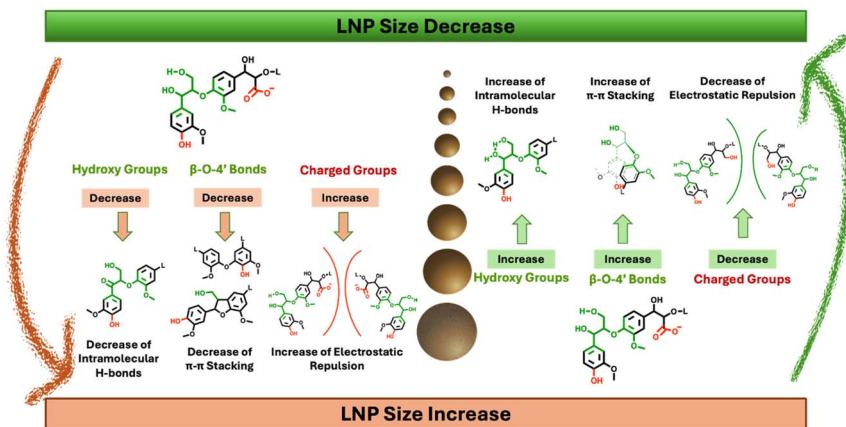 LNP Size Decrease
Hydroxy Groups
β-O-4' Bonds
Charged Groups
Decrease
Decrease
Increase
Decrease of
Intramolecular
H-bonds
Decrease of
π-π Stacking
Increase of Electrostatic
Repulsion
Increase of
Intramolecular
H-bonds
Increase of
π-π Stacking
Decrease of
Electrostatic Repulsion
Increase
Increase
Decrease
Hydroxy Groups
β-O-4' Bonds
Charged Groups
LNP Size Increase